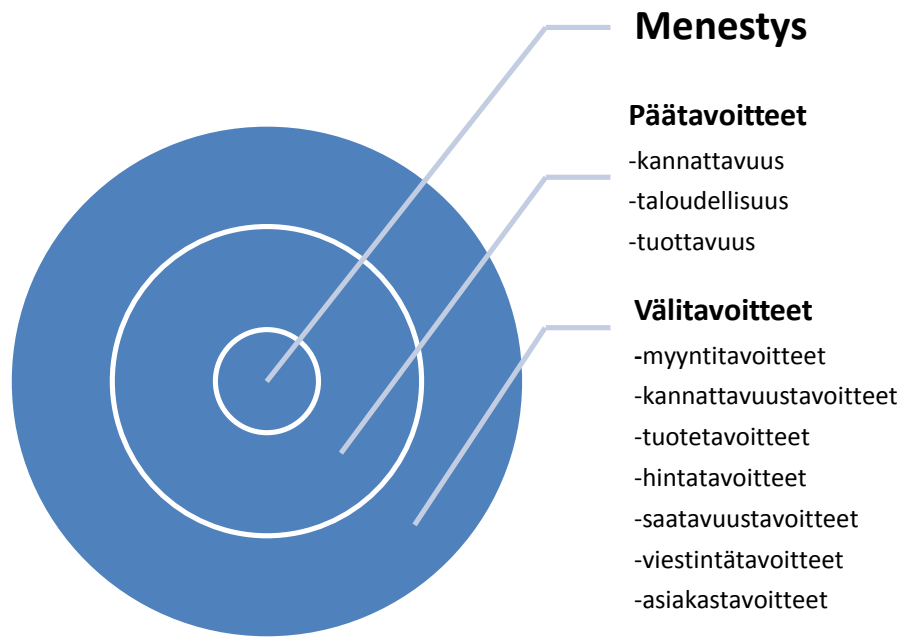 Menestys
Päätavoitteet
-kannattavuus
-taloudellisuus
-tuottavuus
Välitavoitteet
-myyntitavoitteet
-kannattavuustavoitteet
-tuotetavoitteet
-hintatavoitteet
-saatavuustavoitteet
-viestintätavoitteet
-asiakastavoitteet